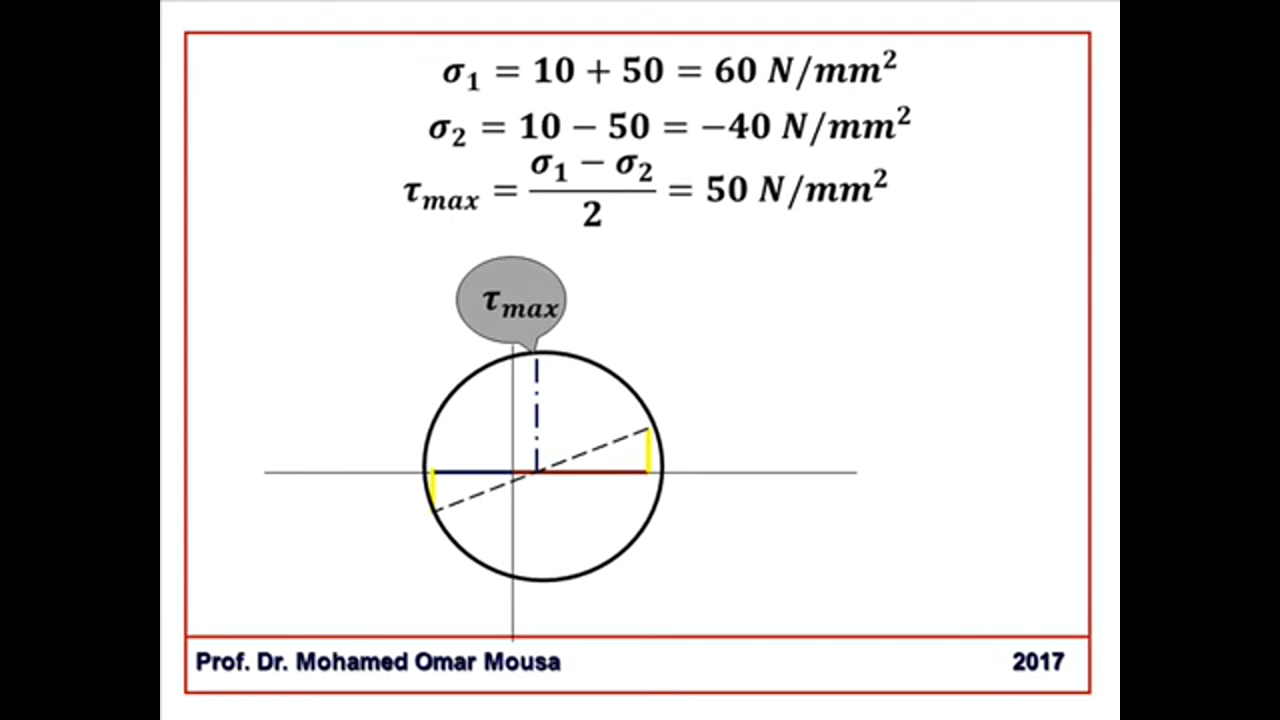 σ₁ = 10 + 50 = 60 N/mm²
σ₂ = 10 − 50 = −40 N/mm²
τₘₐₓ = (σ₁ − σ₂)/2 = 50 N/mm²
τₘₐₓ
Prof. Dr. Mohamed Omar Mousa 2017